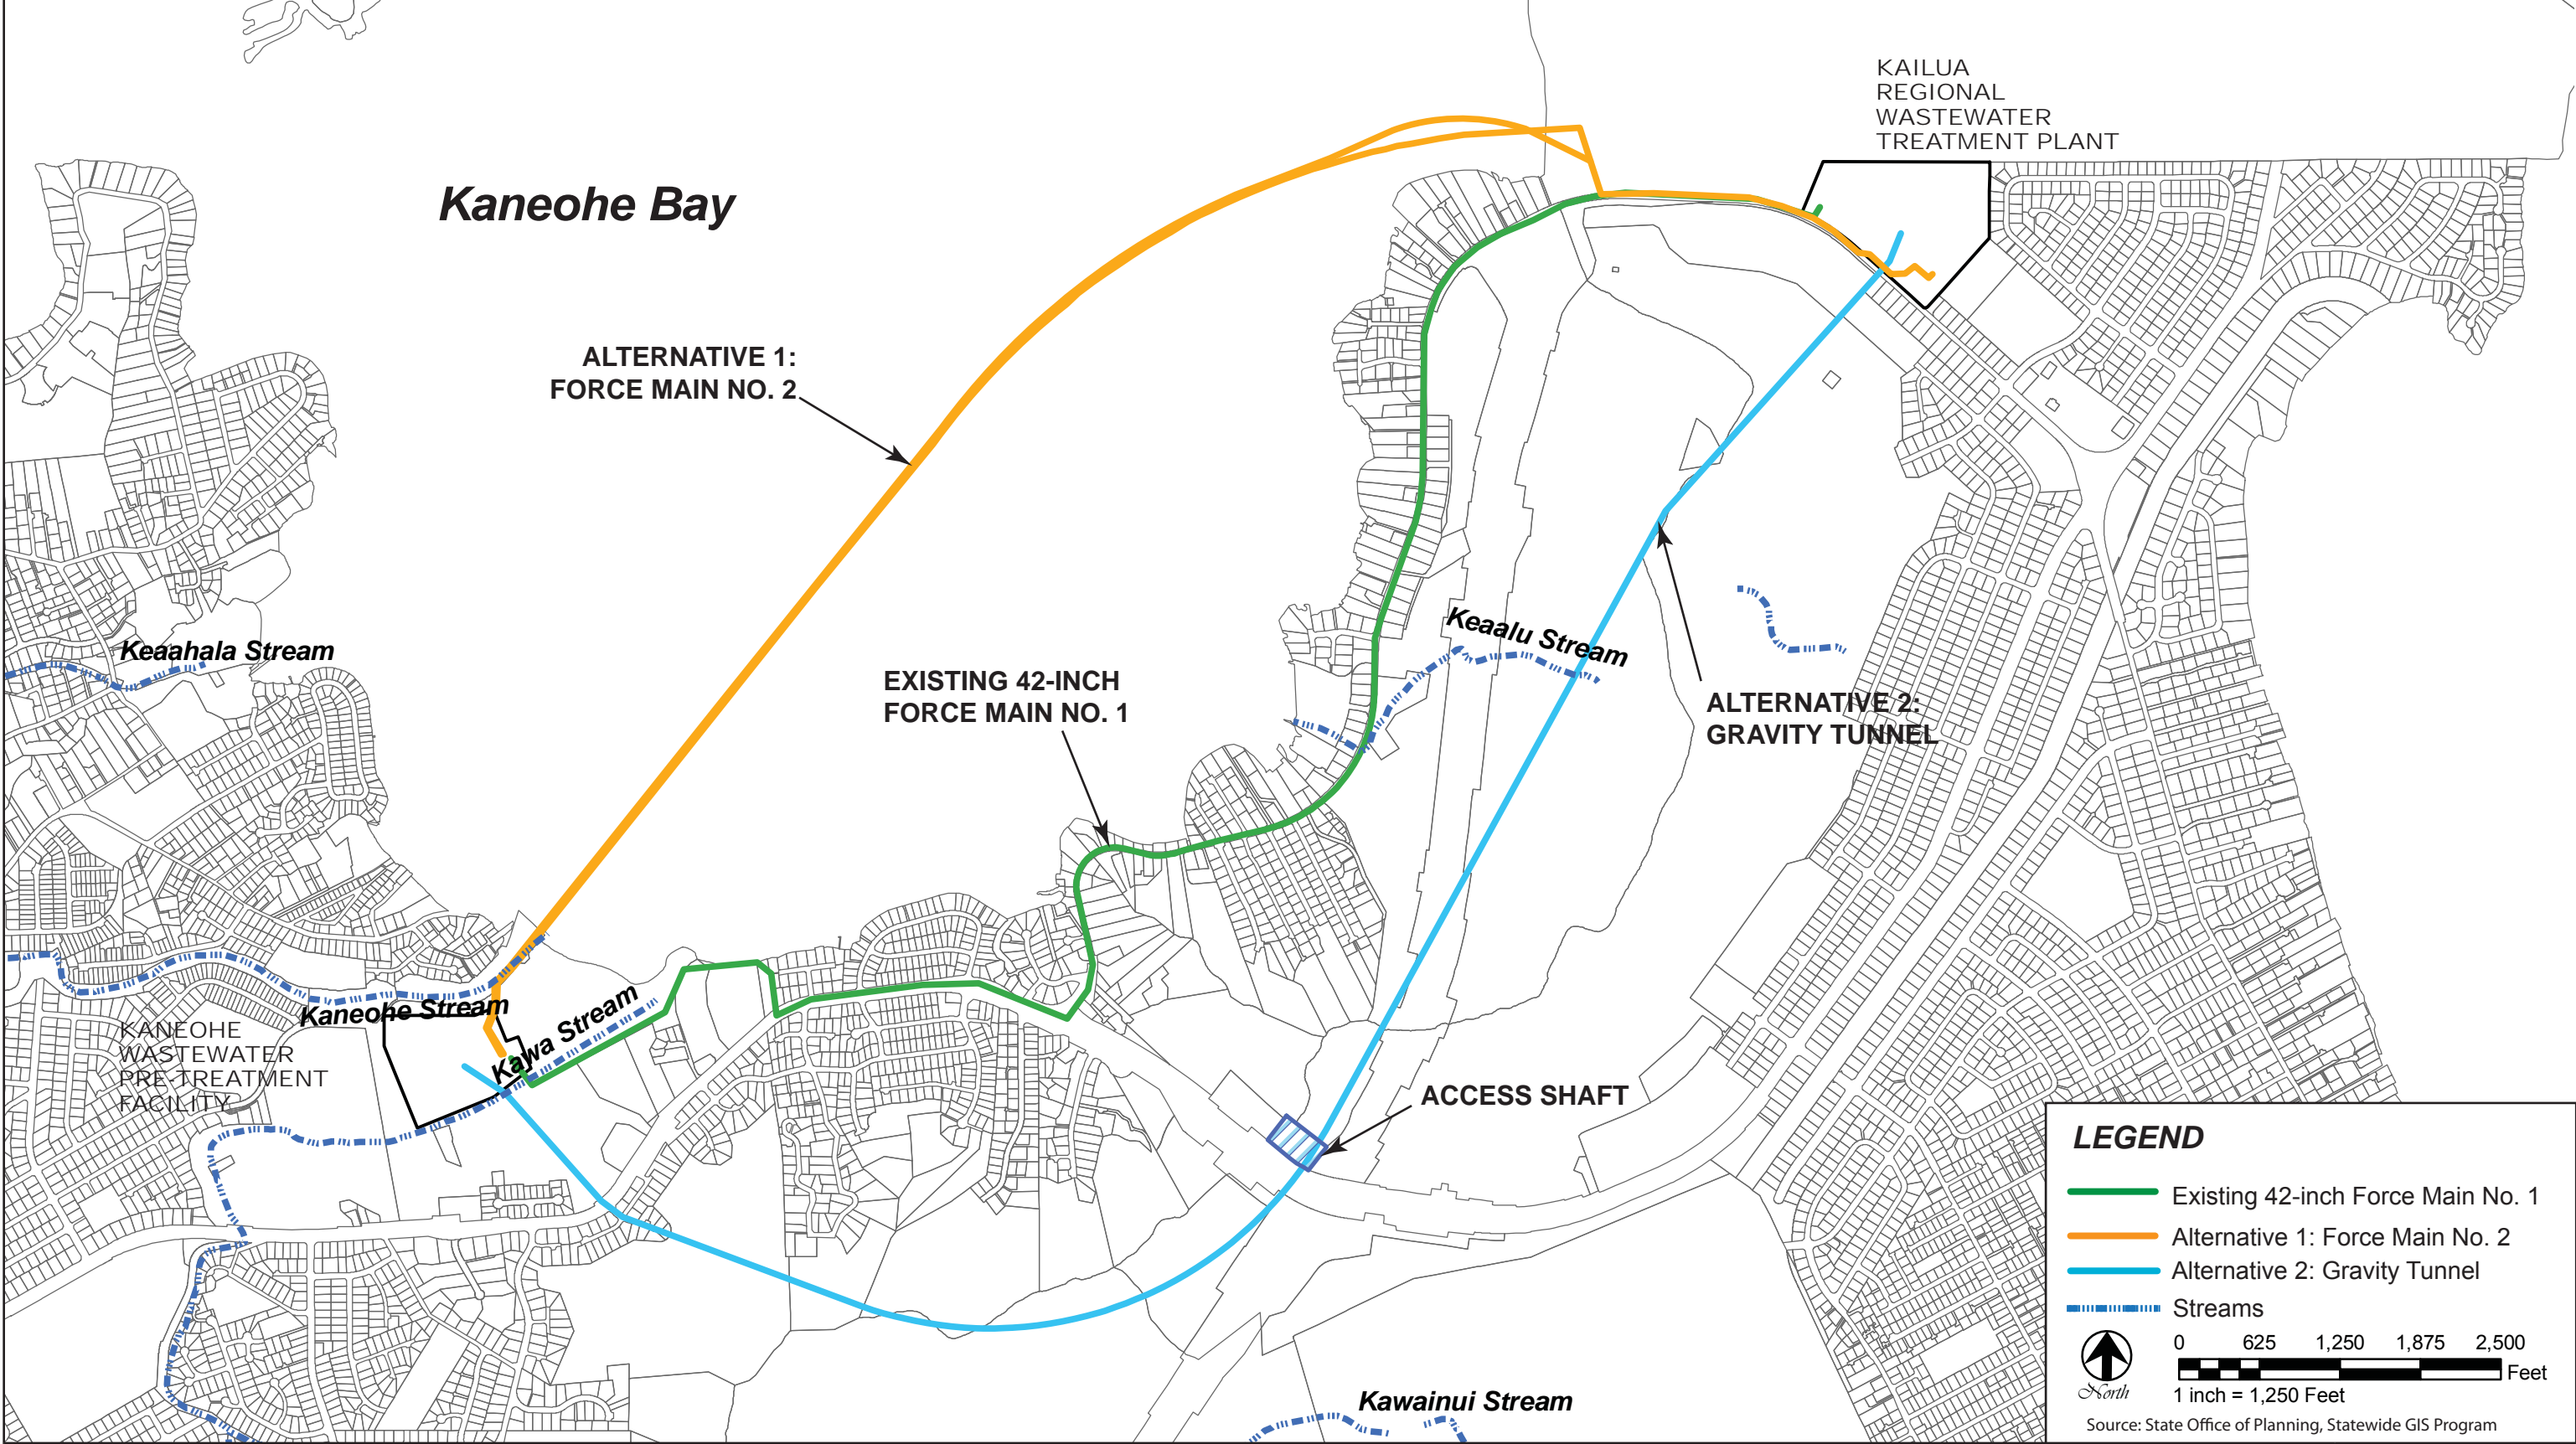 KAILUA
REGIONAL
WASTEWATER
TREATMENT PLANT
Kaneohe Bay
ALTERNATIVE 1:
FORCE MAIN NO. 2
Keaahala Stream
Keaalu Stream
EXISTING 42-INCH
FORCE MAIN NO. 1
ALTERNATIVE 2:
GRAVITY TUNNEL
Kaneohe Stream
Kawa Stream
KANEOHE
WASTEWATER
PRE-TREATMENT
FACILITY
ACCESS SHAFT
Kawainui Stream
LEGEND
Existing 42-inch Force Main No. 1
Alternative 1: Force Main No. 2
Alternative 2: Gravity Tunnel
Streams
0 625 1,250 1,875 2,500
Feet
North
1 inch = 1,250 Feet
Source: State Office of Planning, Statewide GIS Program